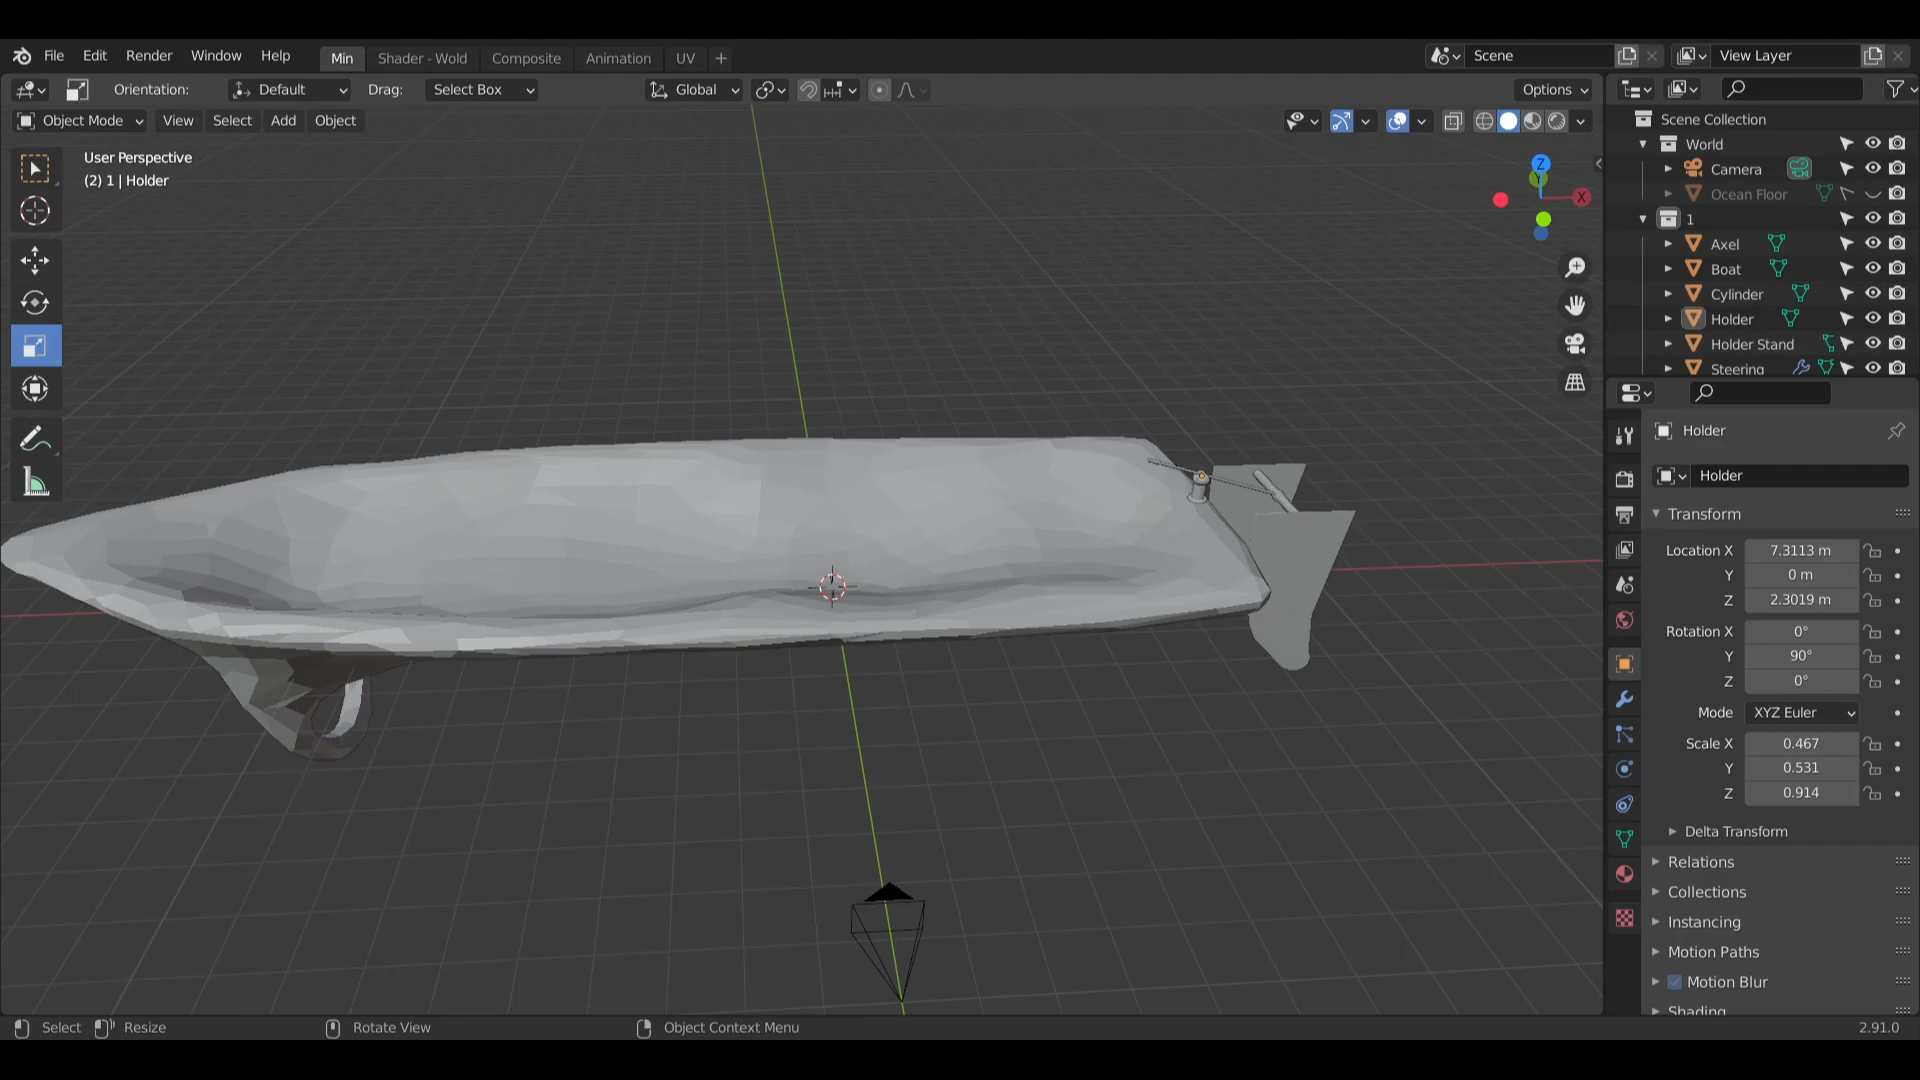 File Edit Render Window Help Min Shader - Wold Composite Animation UV + Scene View Layer
Orientation: Default Drag: Select Box Global Options
Object Mode View Select Add Object
User Perspective
(2) 1 | Holder
Z
Y
X
Scene Collection
World
Camera
Ocean Floor
1
Axel
Boat
Cylinder
Holder
Holder Stand
Steering
Holder
Holder
Transform
Location X 7.3113 m
Y 0 m
Z 2.3019 m
Rotation X 0°
Y 90°
Z 0°
Mode XYZ Euler
Scale X 0.467
Y 0.531
Z 0.914
Delta Transform
Relations
Collections
Instancing
Motion Paths
Motion Blur
Shading
Select Resize Rotate View Object Context Menu 2.91.0